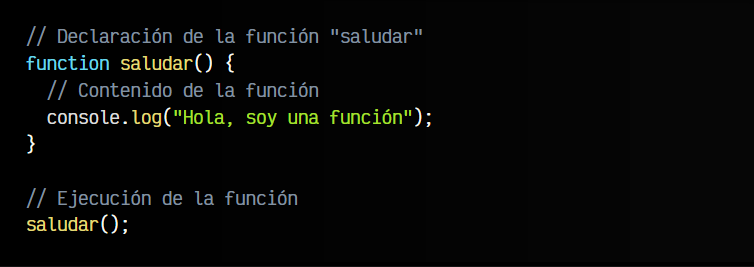 // Declaración de la función "saludar"
function saludar() {
  // Contenido de la función
  console.log("Hola, soy una función");
}

// Ejecución de la función
saludar();